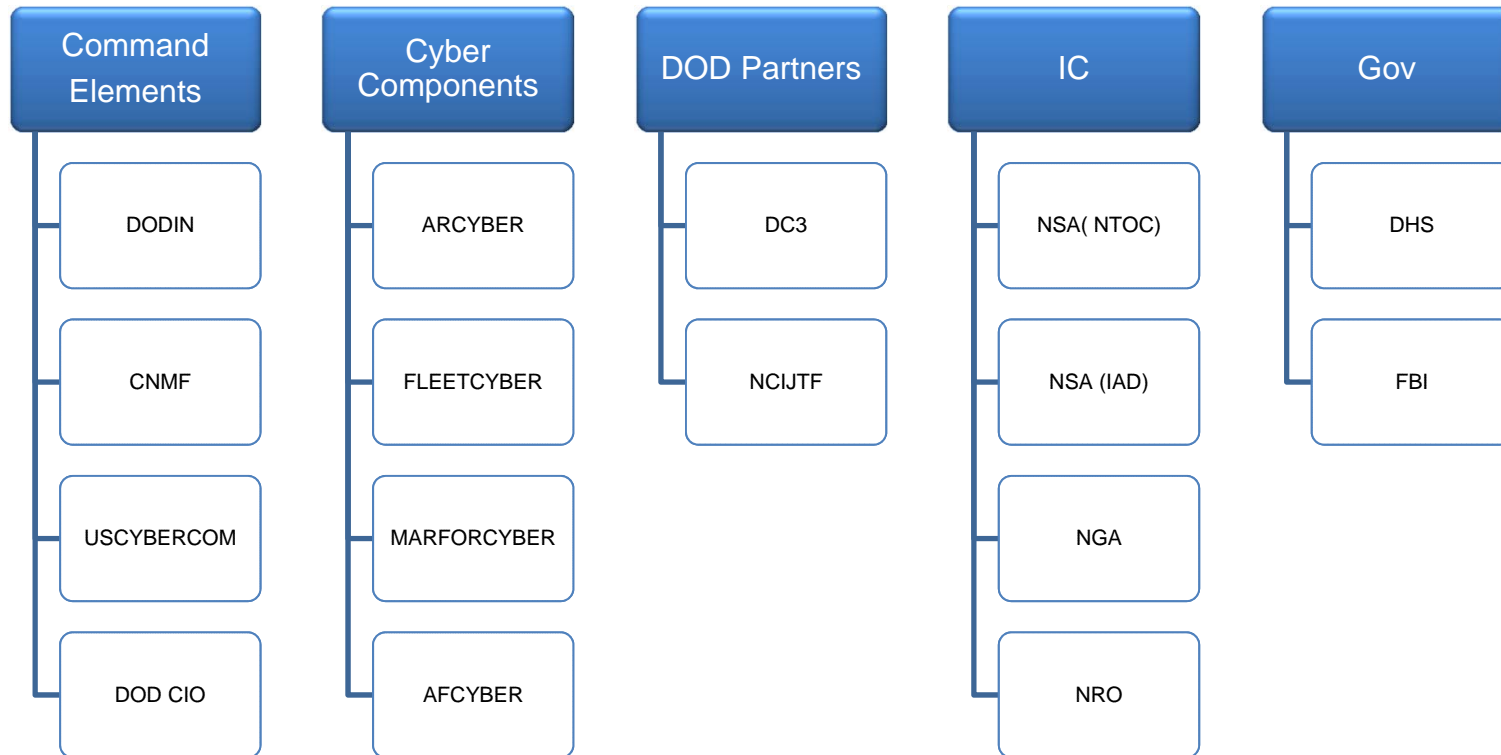 Command
Elements
DODIN
CNMF
USCYBERCOM
DOD CIO
Cyber
Components
ARCYBER
FLEETCYBER
MARFORCYBER
AFCYBER
DOD Partners
DC3
NCIJTF
IC
NSA( NTOC)
NSA (IAD)
NGA
NRO
Gov
DHS
FBI